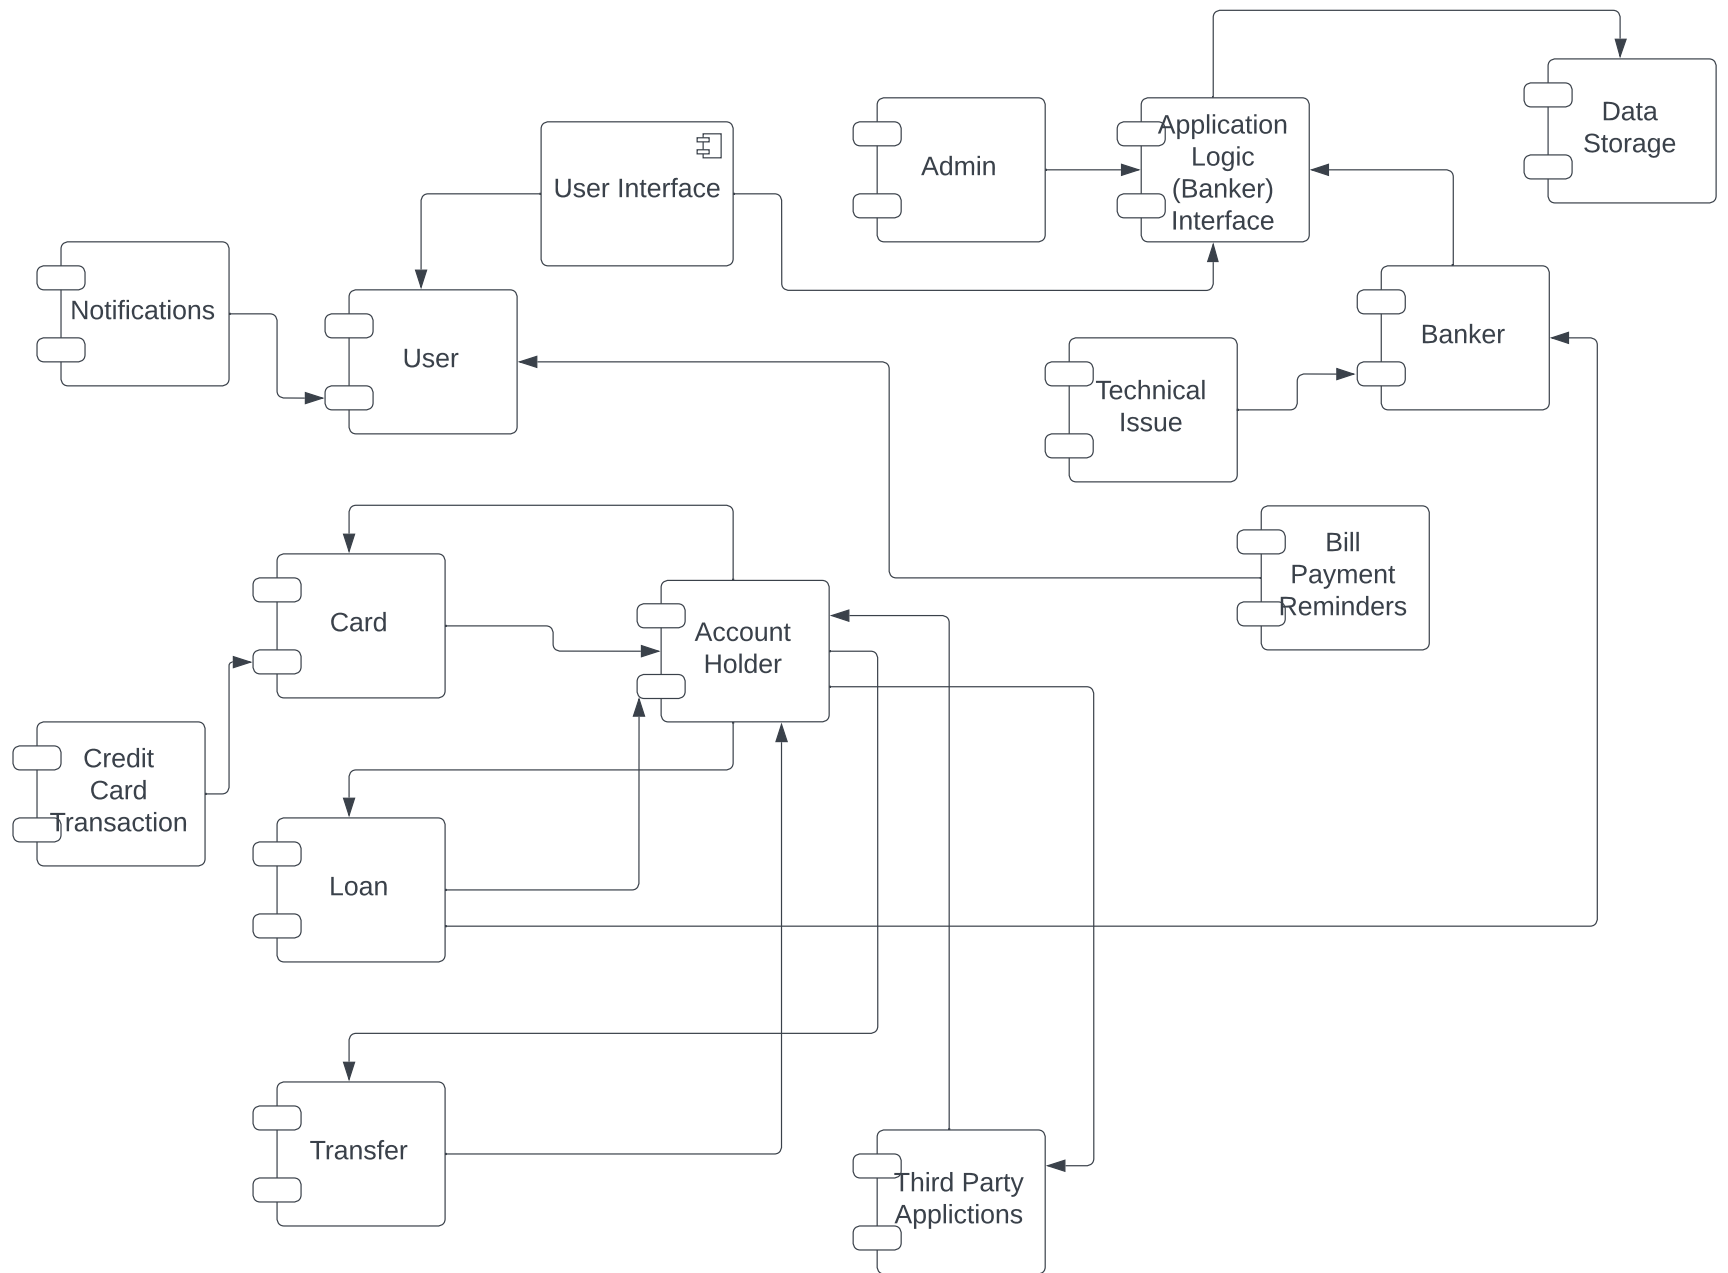 Data
Storage
Application
Logic
(Banker)
Interface
Admin
User Interface
Notifications
User
Banker
Technical
Issue
Bill
Payment
Reminders
Card
Account
Holder
Credit
Card
Transaction
Loan
Transfer
Third Party
Applictions